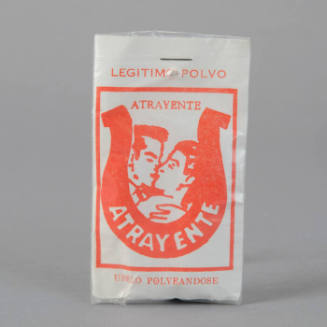 LEGITIMO POLVO
ATRAYENTE
ATRAYENTE
USELO POLVEANDOSE